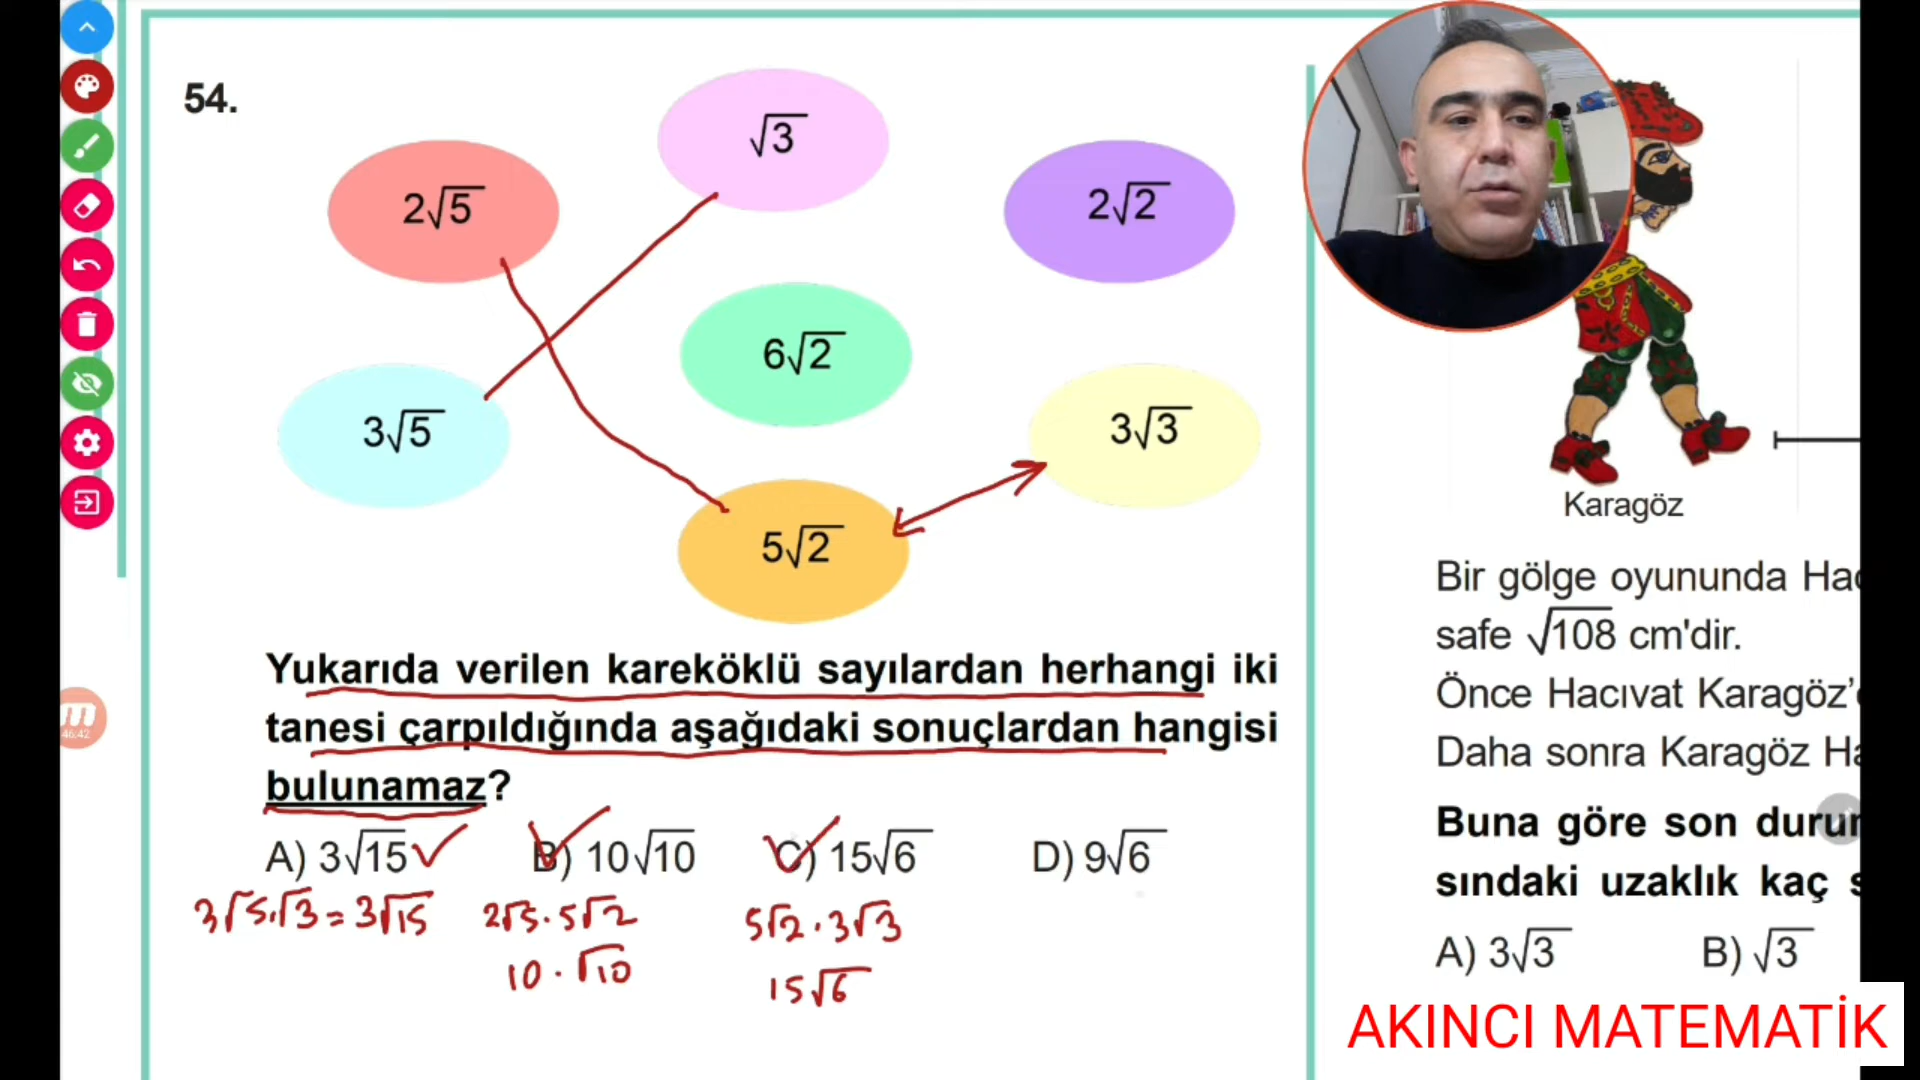 54.
√3
2√5
2√2
6√2
3√5
3√3
5√2
Yukarıda verilen kareköklü sayılardan herhangi iki
tanesi çarpıldığında aşağıdaki sonuçlardan hangisi
bulunamaz?
A) 3√15 B) 10√10 C) 15√6 D) 9√6
3√5.√3=3√15
2√5.5√2
10.√10
5√2.3√3
15√6
Karagöz
Bir gölge oyununda Hac
safe √108 cm'dir.
Önce Hacıvat Karagöz'
Daha sonra Karagöz Ha
Buna göre son durum
sındaki uzaklık kaç s
A) 3√3 B) √3
AKINCI MATEMATİK
46:42